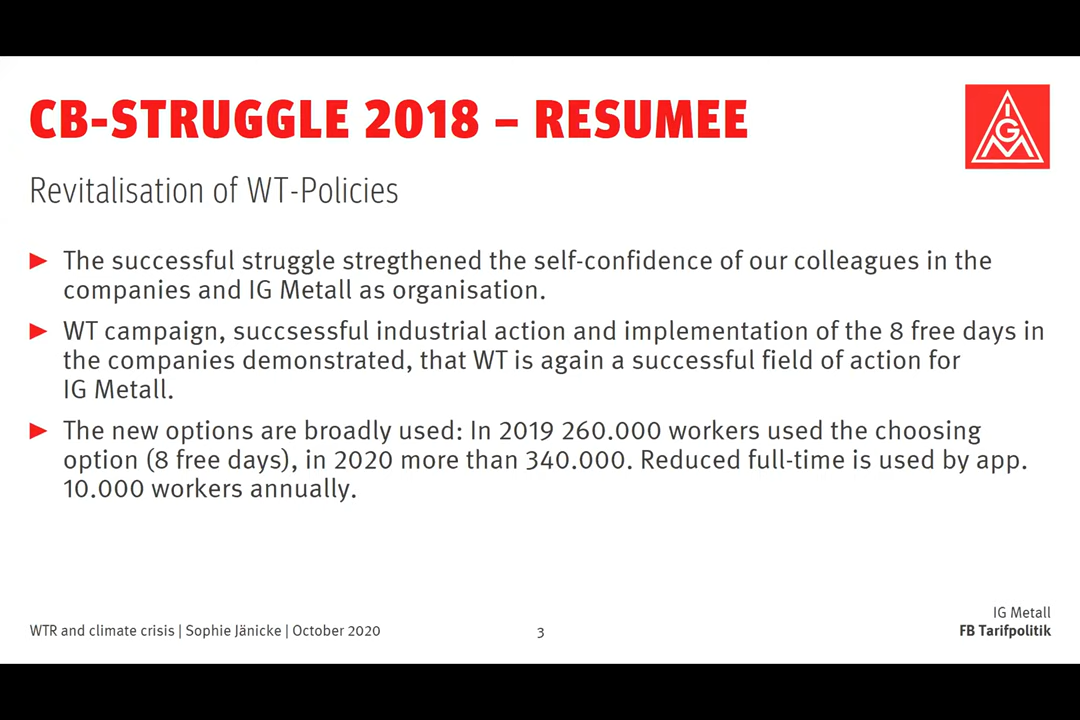 CB-STRUGGLE 2018 – RESUMEE
IGM
Revitalisation of WT-Policies
The successful struggle stregthened the self-confidence of our colleagues in the
companies and IG Metall as organisation.
WT campaign, succsessful industrial action and implementation of the 8 free days in
the companies demonstrated, that WT is again a successful field of action for
IG Metall.
The new options are broadly used: In 2019 260.000 workers used the choosing
option (8 free days), in 2020 more than 340.000. Reduced full-time is used by app.
10.000 workers annually.
WTR and climate crisis | Sophie Jänicke | October 2020
3
IG Metall
FB Tarifpolitik